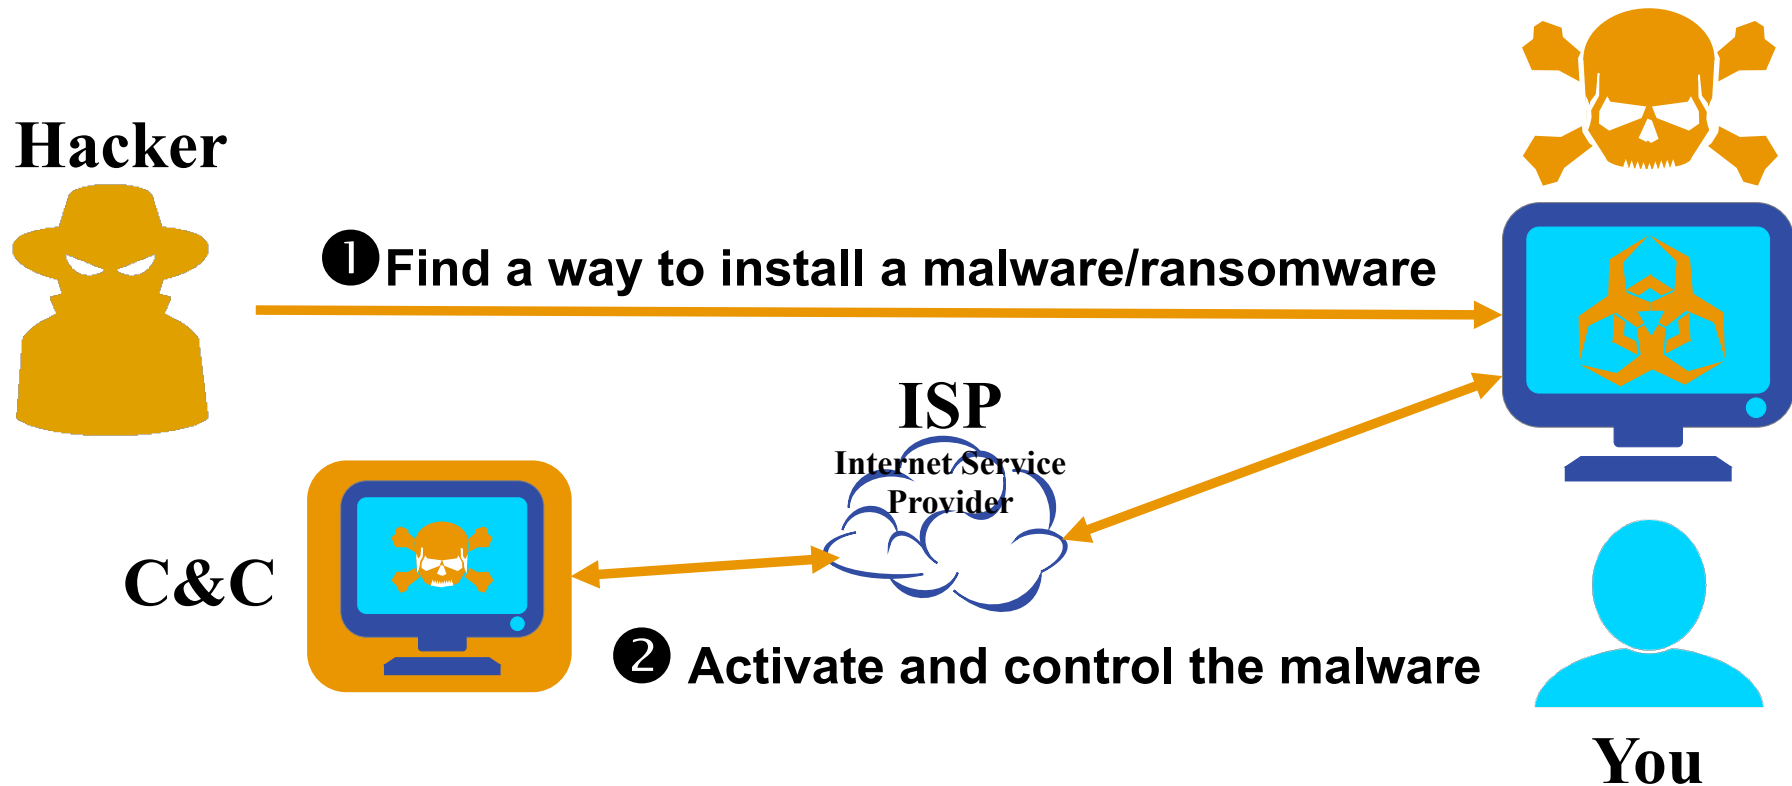 Hacker
❶Find a way to install a malware/ransomware
ISP
Internet Service
Provider
C&C
❷ Activate and control the malware
You